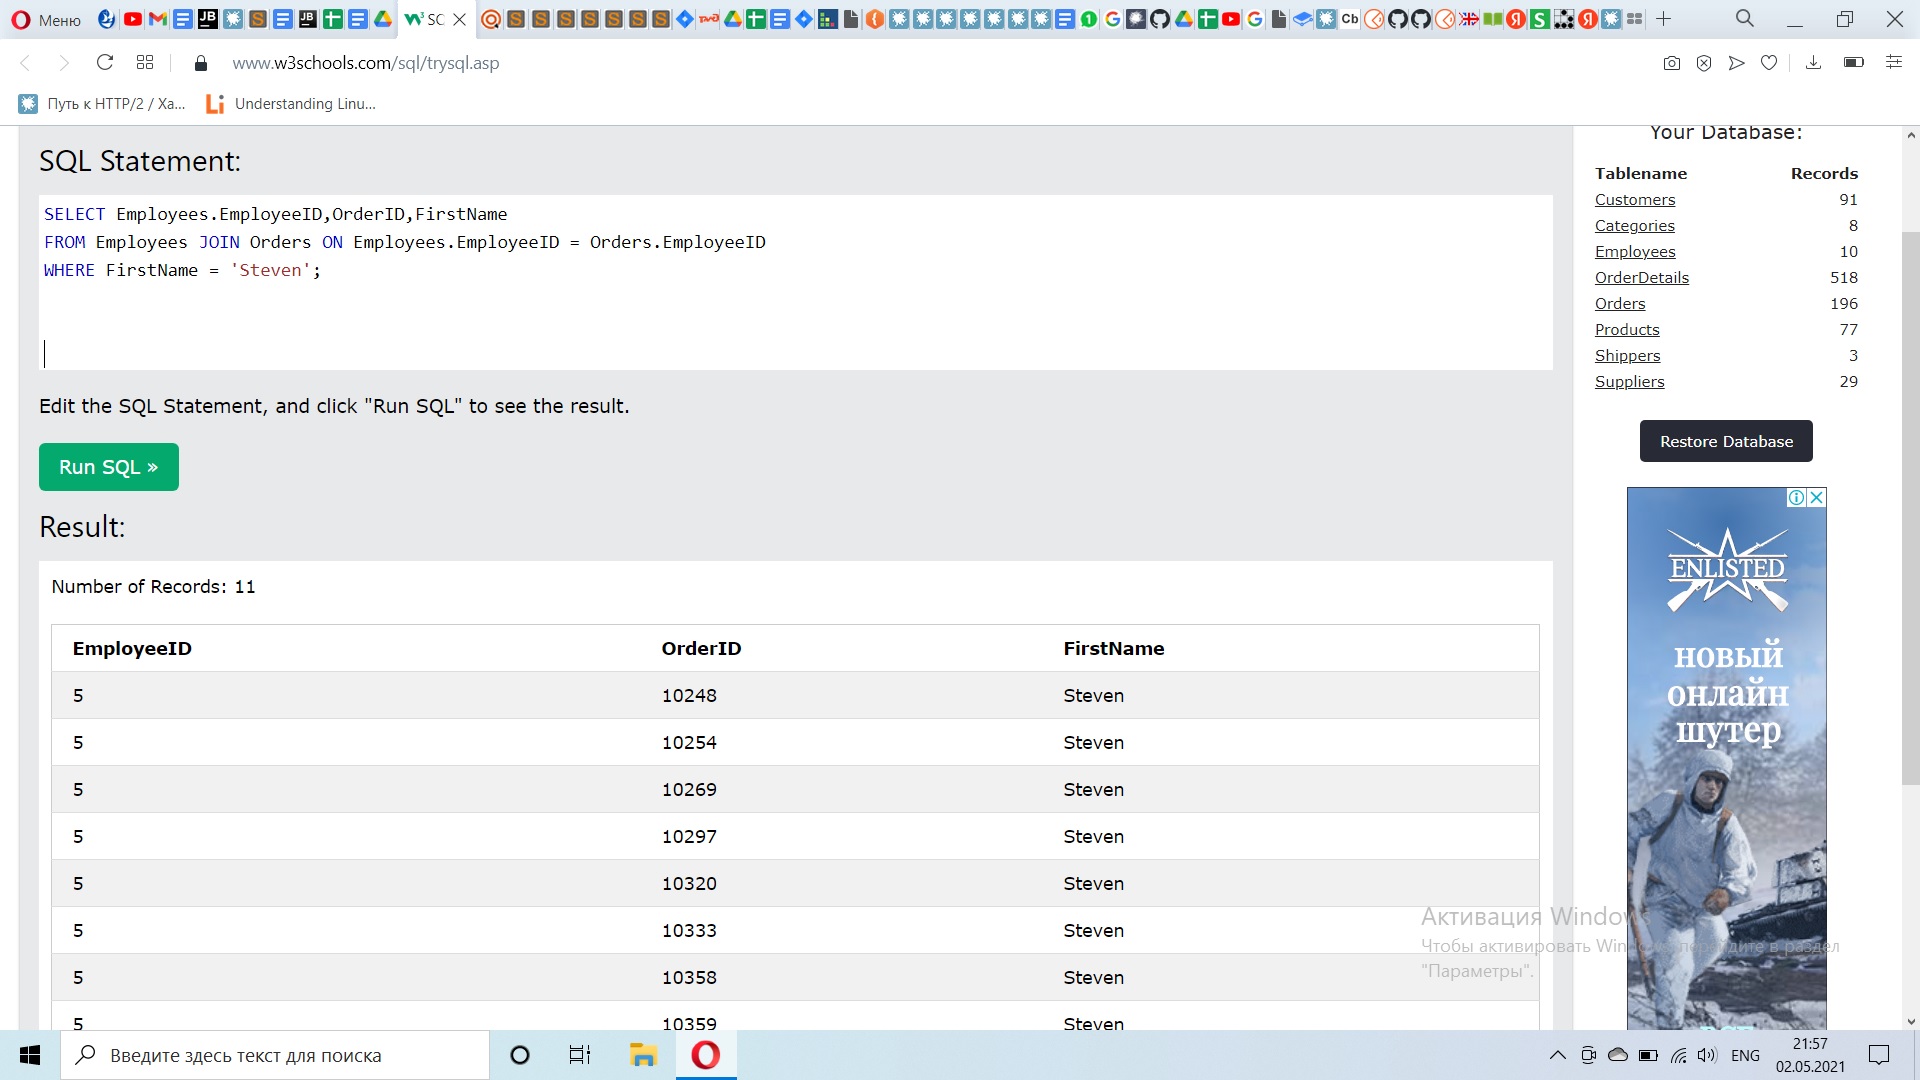 Меню
SC
www.w3schools.com/sql/trysql.asp
Путь к HTTP/2 / Ха...
Understanding Linu...
SQL Statement:
SELECT Employees.EmployeeID,OrderID,FirstName
FROM Employees JOIN Orders ON Employees.EmployeeID = Orders.EmployeeID
WHERE FirstName = 'Steven';
Edit the SQL Statement, and click "Run SQL" to see the result.
Run SQL »
Result:
Number of Records: 11
EmployeeID OrderID FirstName
5 10248 Steven
5 10254 Steven
5 10269 Steven
5 10297 Steven
5 10320 Steven
5 10333 Steven
5 10358 Steven
5 10359 Steven
Your Database:
Tablename Records
Customers 91
Categories 8
Employees 10
OrderDetails 518
Orders 196
Products 77
Shippers 3
Suppliers 29
Restore Database
ENLISTED
новый
онлайн
шутер
Активация Windows
Чтобы активировать Windows, перейдите в раздел
"Параметры".
Введите здесь текст для поиска
ENG
21:57
02.05.2021